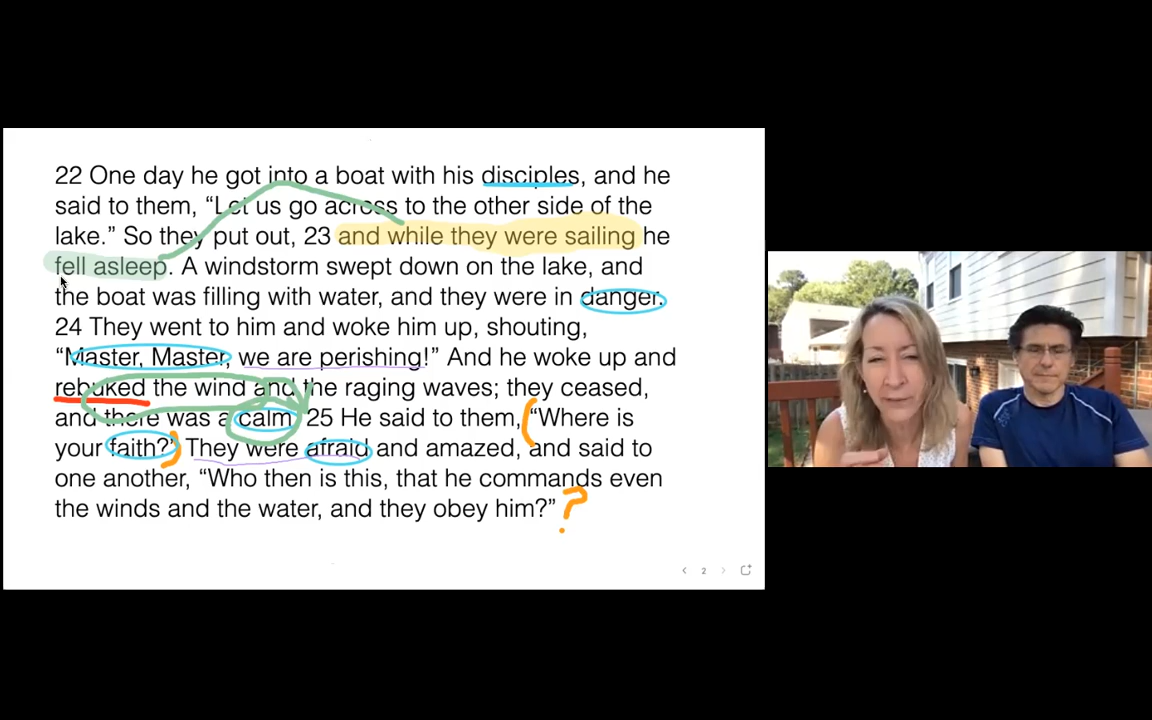 22 One day he got into a boat with his disciples, and he
said to them, “Let us go across to the other side of the
lake.” So they put out, 23 and while they were sailing he
fell asleep. A windstorm swept down on the lake, and
the boat was filling with water, and they were in danger.
24 They went to him and woke him up, shouting,
“Master, Master, we are perishing!” And he woke up and
rebuked the wind and the raging waves; they ceased,
and there was a calm. 25 He said to them, “Where is
your faith?” They were afraid and amazed, and said to
one another, “Who then is this, that he commands even
the winds and the water, and they obey him?” ?
2